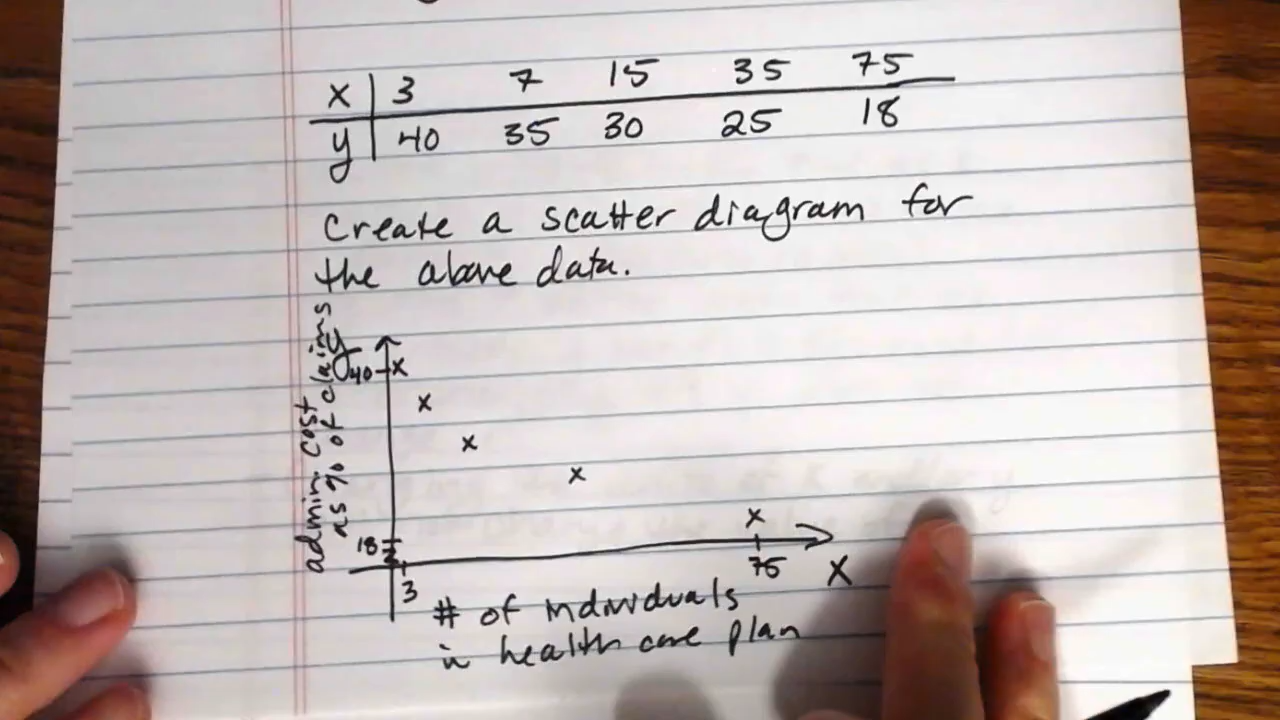 x 3 7 15 35 75
y 40 35 30 25 18
Create a scatter diagram for
the above data.
admin. cost
as % of claims
y
40
18
3
75
x
# of individuals
in health care plan